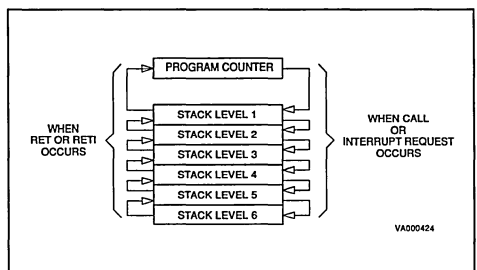 PROGRAM COUNTER
STACK LEVEL 1
STACK LEVEL 2
STACK LEVEL 3
STACK LEVEL 4
STACK LEVEL 5
STACK LEVEL 6
WHEN
RET OR RETI
OCCURS
WHEN CALL
OR
INTERRUPT REQUEST
OCCURS
VA000424